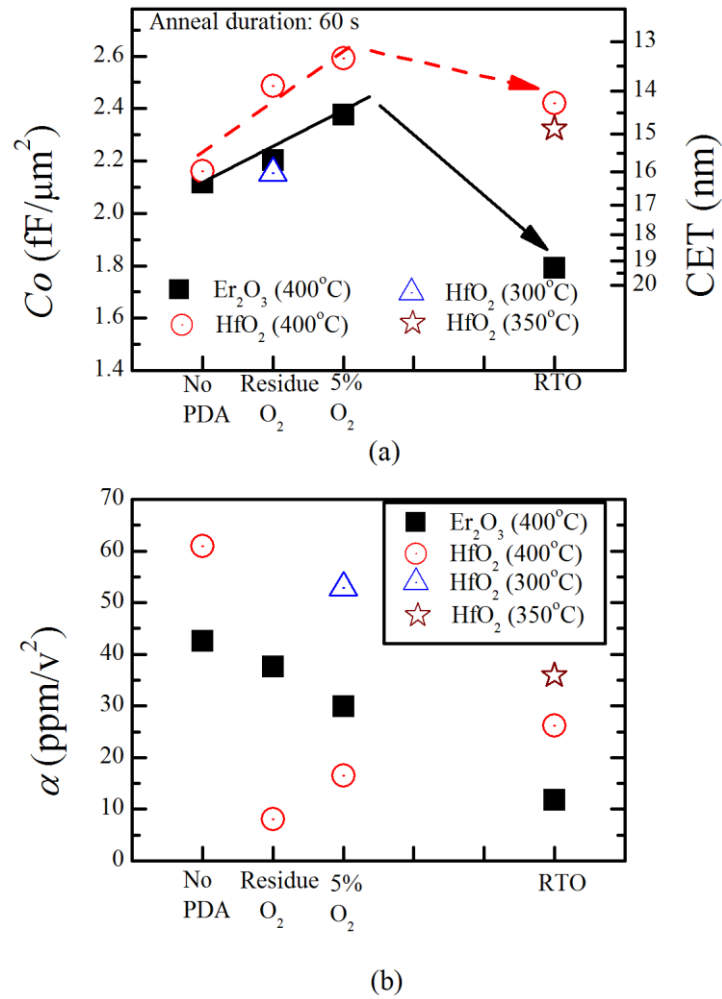 Anneal duration: 60 s
2.6
2.4
2.2
2.0
1.8
1.6
1.4
Co (fF/μm²)
13
14
15
16
17
18
19
20
CET (nm)
Er₂O₃ (400°C)
HfO₂ (400°C)
HfO₂ (300°C)
HfO₂ (350°C)
No PDA
Residue O₂
5% O₂
RTO
(a)
70
60
50
40
30
20
10
0
α (ppm/v²)
Er₂O₃ (400°C)
HfO₂ (400°C)
HfO₂ (300°C)
HfO₂ (350°C)
No PDA
Residue O₂
5% O₂
RTO
(b)